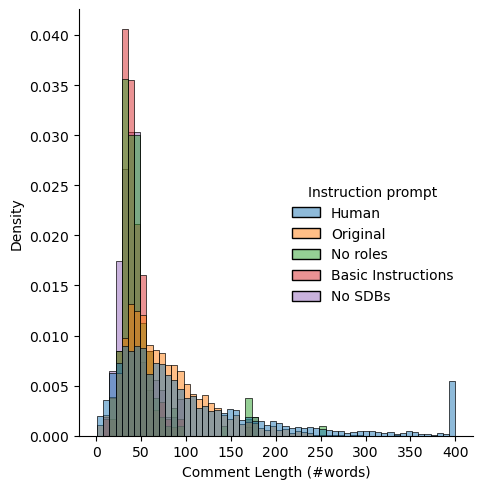 0.040
0.035
0.030
0.025
0.020
0.015
0.010
0.005
0.000
Density
Instruction prompt
Human
Original
No roles
Basic Instructions
No SDBs
0 50 100 150 200 250 300 350 400
Comment Length (#words)